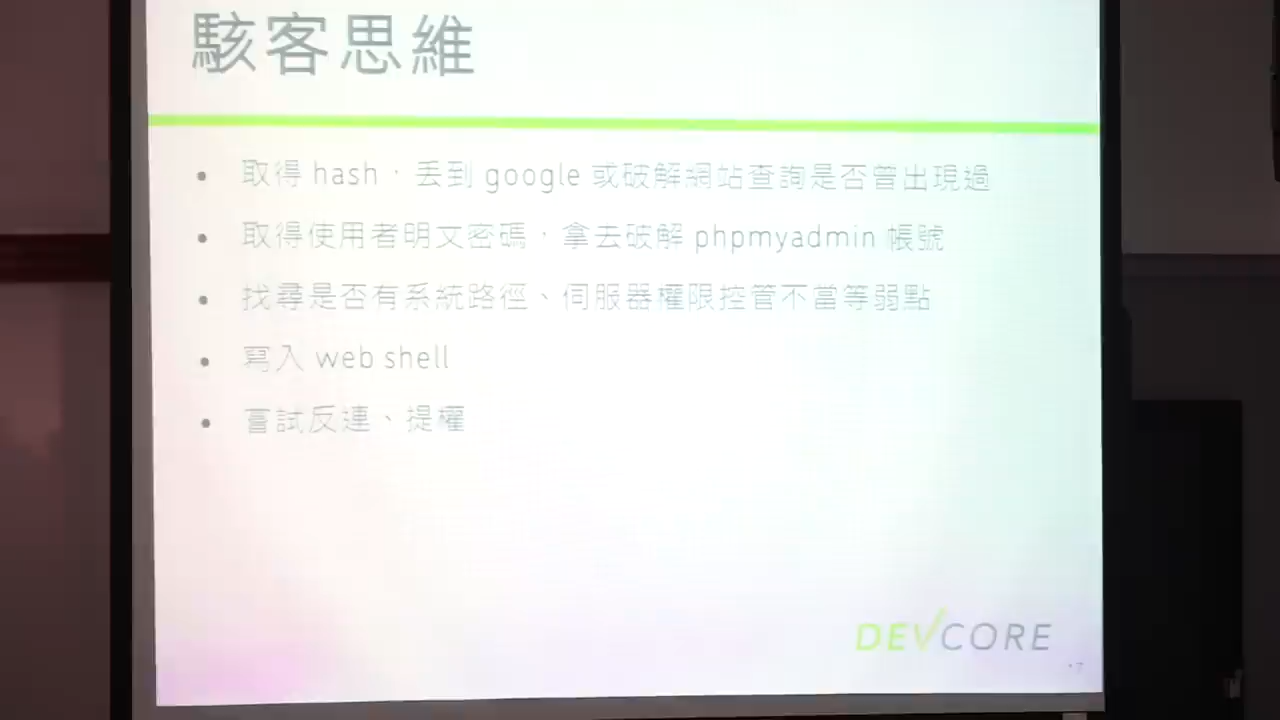 駭客思維
• 取得 hash，丟到 google 或破解網站查詢是否曾出現過
• 取得使用者明文密碼，拿去破解 phpmyadmin 帳號
• 找尋是否有系統路徑、伺服器權限控管不當等弱點
• 寫入 web shell
• 嘗試反連、提權
DEVCORE